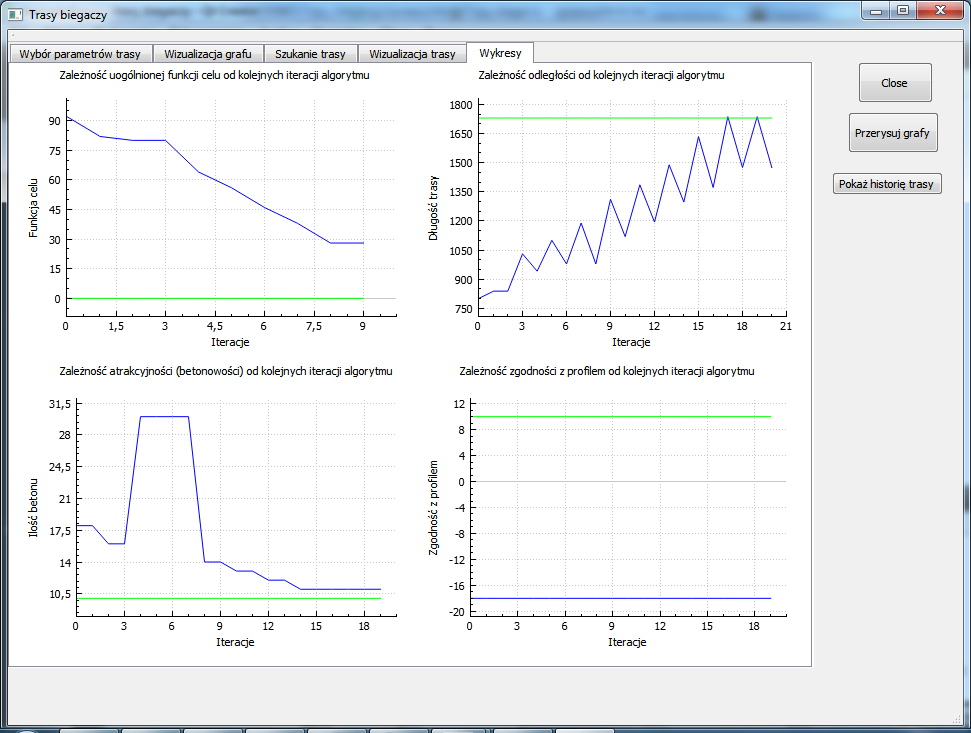 Trasy biegaczy
Wybór parametrów trasy
Wizualizacja grafu
Szukanie trasy
Wizualizacja trasy
Wykresy
Zależność uogólnionej funkcji celu od kolejnych iteracji algorytmu
Funkcja celu
90
75
60
45
30
15
0
0 1,5 3 4,5 6 7,5 9
Iteracje
Zależność odległości od kolejnych iteracji algorytmu
Długość trasy
1800
1650
1500
1350
1200
1050
900
750
0 3 6 9 12 15 18 21
Iteracje
Zależność atrakcyjności (betonowości) od kolejnych iteracji algorytmu
Ilość betonu
31,5
28
24,5
21
17,5
14
10,5
0 3 6 9 12 15 18
Iteracje
Zależność zgodności z profilem od kolejnych iteracji algorytmu
Zgodność z profilem
12
8
4
0
-4
-8
-12
-16
-20
0 3 6 9 12 15 18
Iteracje
Close
Przerysuj grafy
Pokaż historię trasy